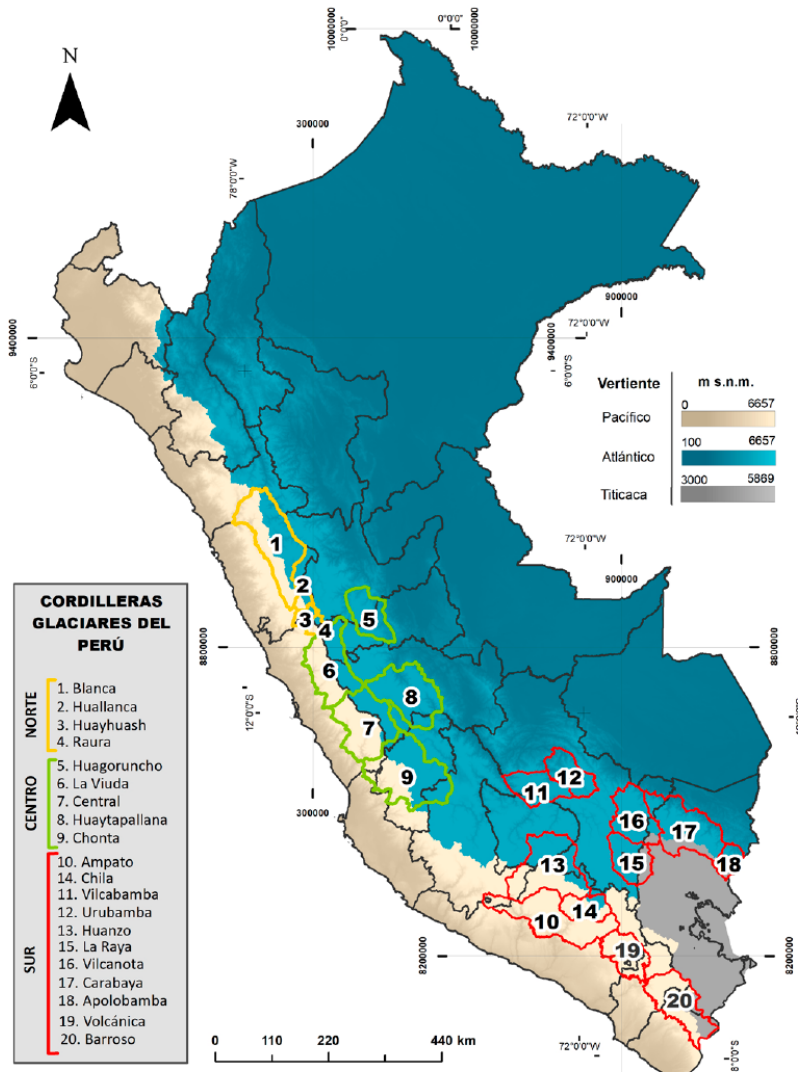 0°0'0"
0°0'0"W
10000000
10000000
N
72°0'0"W
300000
78°0'0"W
900000
9400000
72°0'0"W
9400000
6°0'0"S
6°0'0"S
Vertiente
m s.n.m.
0 6657
Pacífico
100 6657
Atlántico
3000 5869
Titicaca
72°0'0"W
900000
1
2
3
4
5
6
7
8
9
10
11
12
13
14
15
16
17
18
19
20
8800000
8800000
12°0'0"S
300000
8200000
8200000
72°0'0"W
CORDILLERAS
GLACIARES DEL
PERÚ
NORTE
1. Blanca
2. Huallanca
3. Huayhuash
4. Raura
CENTRO
5. Huagoruncho
6. La Viuda
7. Central
8. Huaytapallana
9. Chonta
SUR
10. Ampato
14. Chila
11. Vilcabamba
12. Urubamba
13. Huanzo
15. La Raya
16. Vilcanota
17. Carabaya
18. Apolobamba
19. Volcánica
20. Barroso
0 110 220 440 km